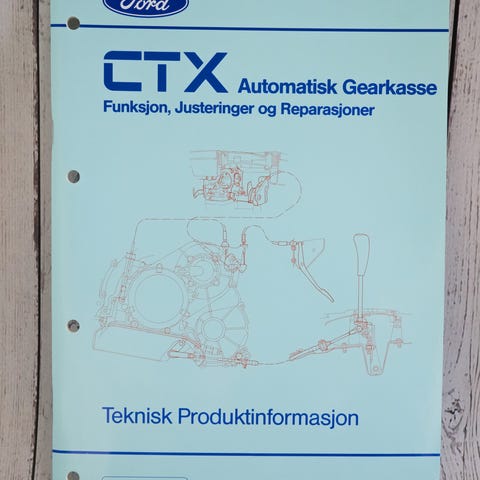 Ford
CTX Automatisk Gearkasse
Funksjon, Justeringer og Reparasjoner
Teknisk Produktinformasjon